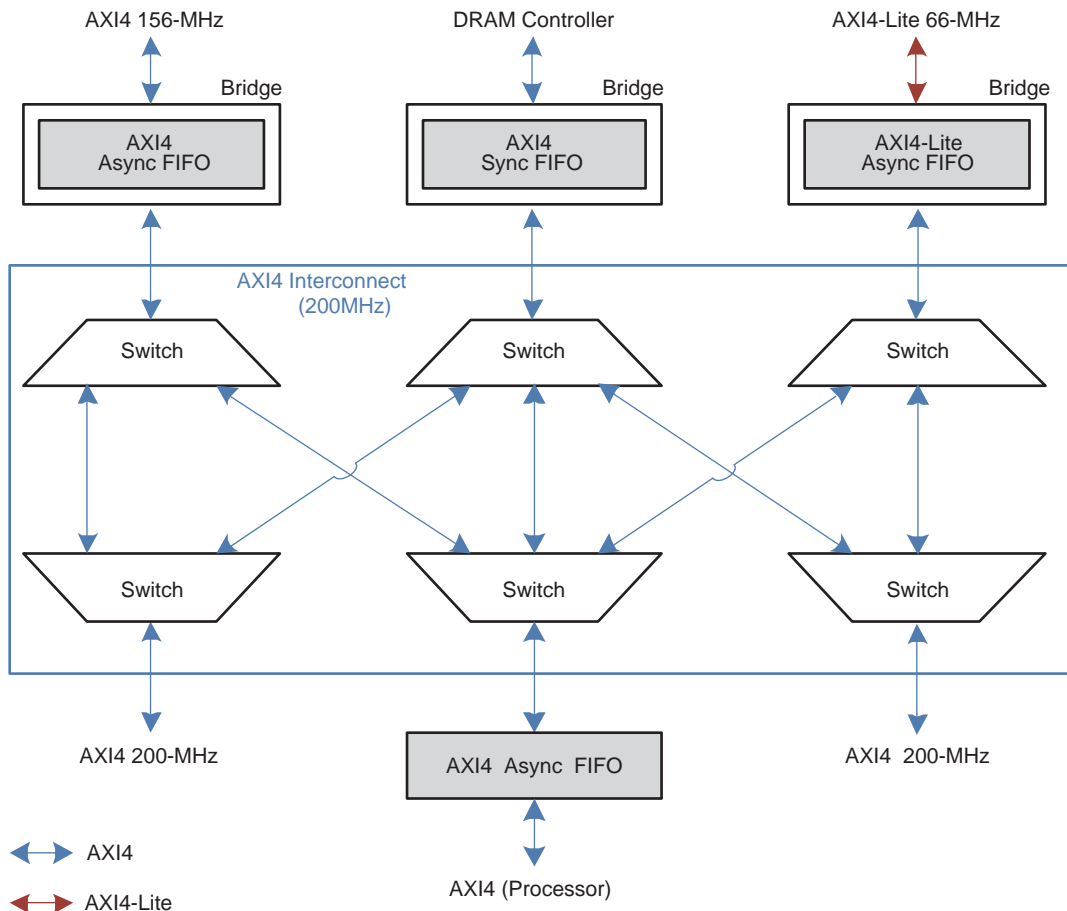 AXI4 156-MHz
DRAM Controller
AXI4-Lite 66-MHz
Bridge
Bridge
Bridge
AXI4
Async FIFO
AXI4
Sync FIFO
AXI4-Lite
Async FIFO
AXI4 Interconnect
(200MHz)
Switch
Switch
Switch
Switch
Switch
Switch
AXI4 200-MHz
AXI4 Async FIFO
AXI4 200-MHz
AXI4
AXI4 (Processor)
AXI4-Lite